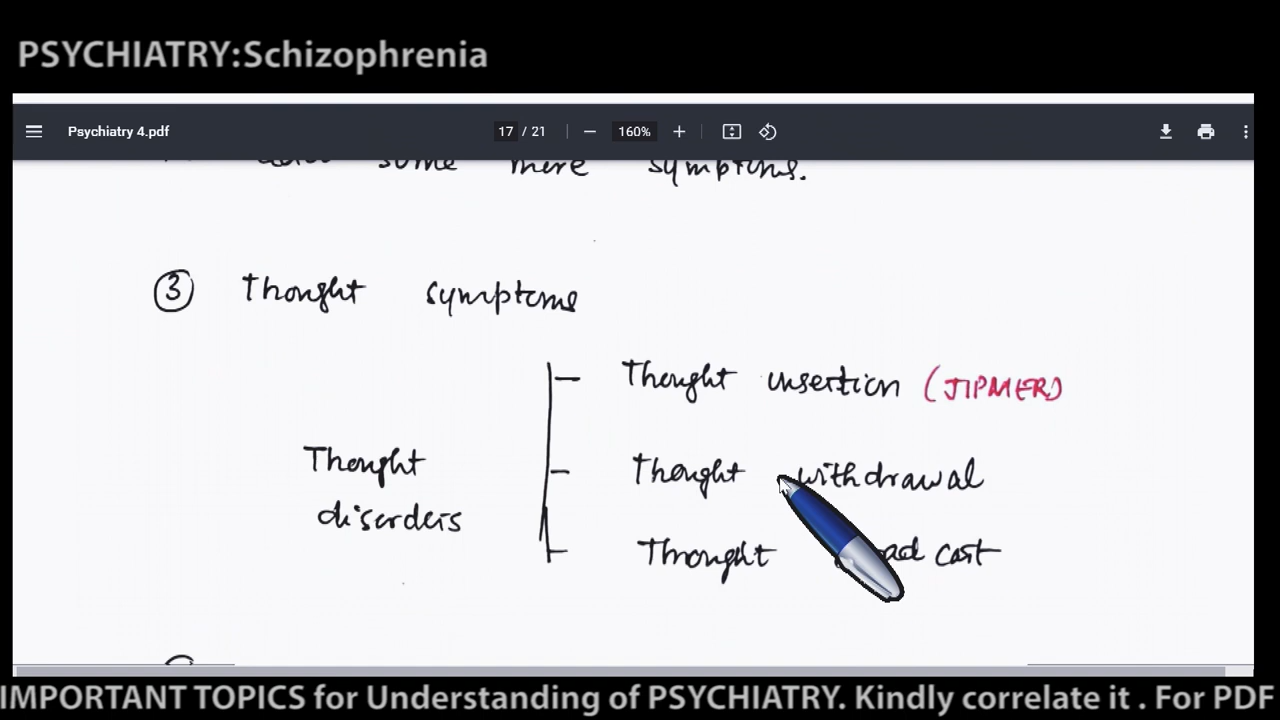 PSYCHIATRY:Schizophrenia
Psychiatry 4.pdf
17 / 21
160%
some more symptoms.
3 Thought symptoms
Thought insertion (JIPMER)
Thought disorders
Thought withdrawal
Throught cast
IMPORTANT TOPICS for Understanding of PSYCHIATRY. Kindly correlate it . For PDF